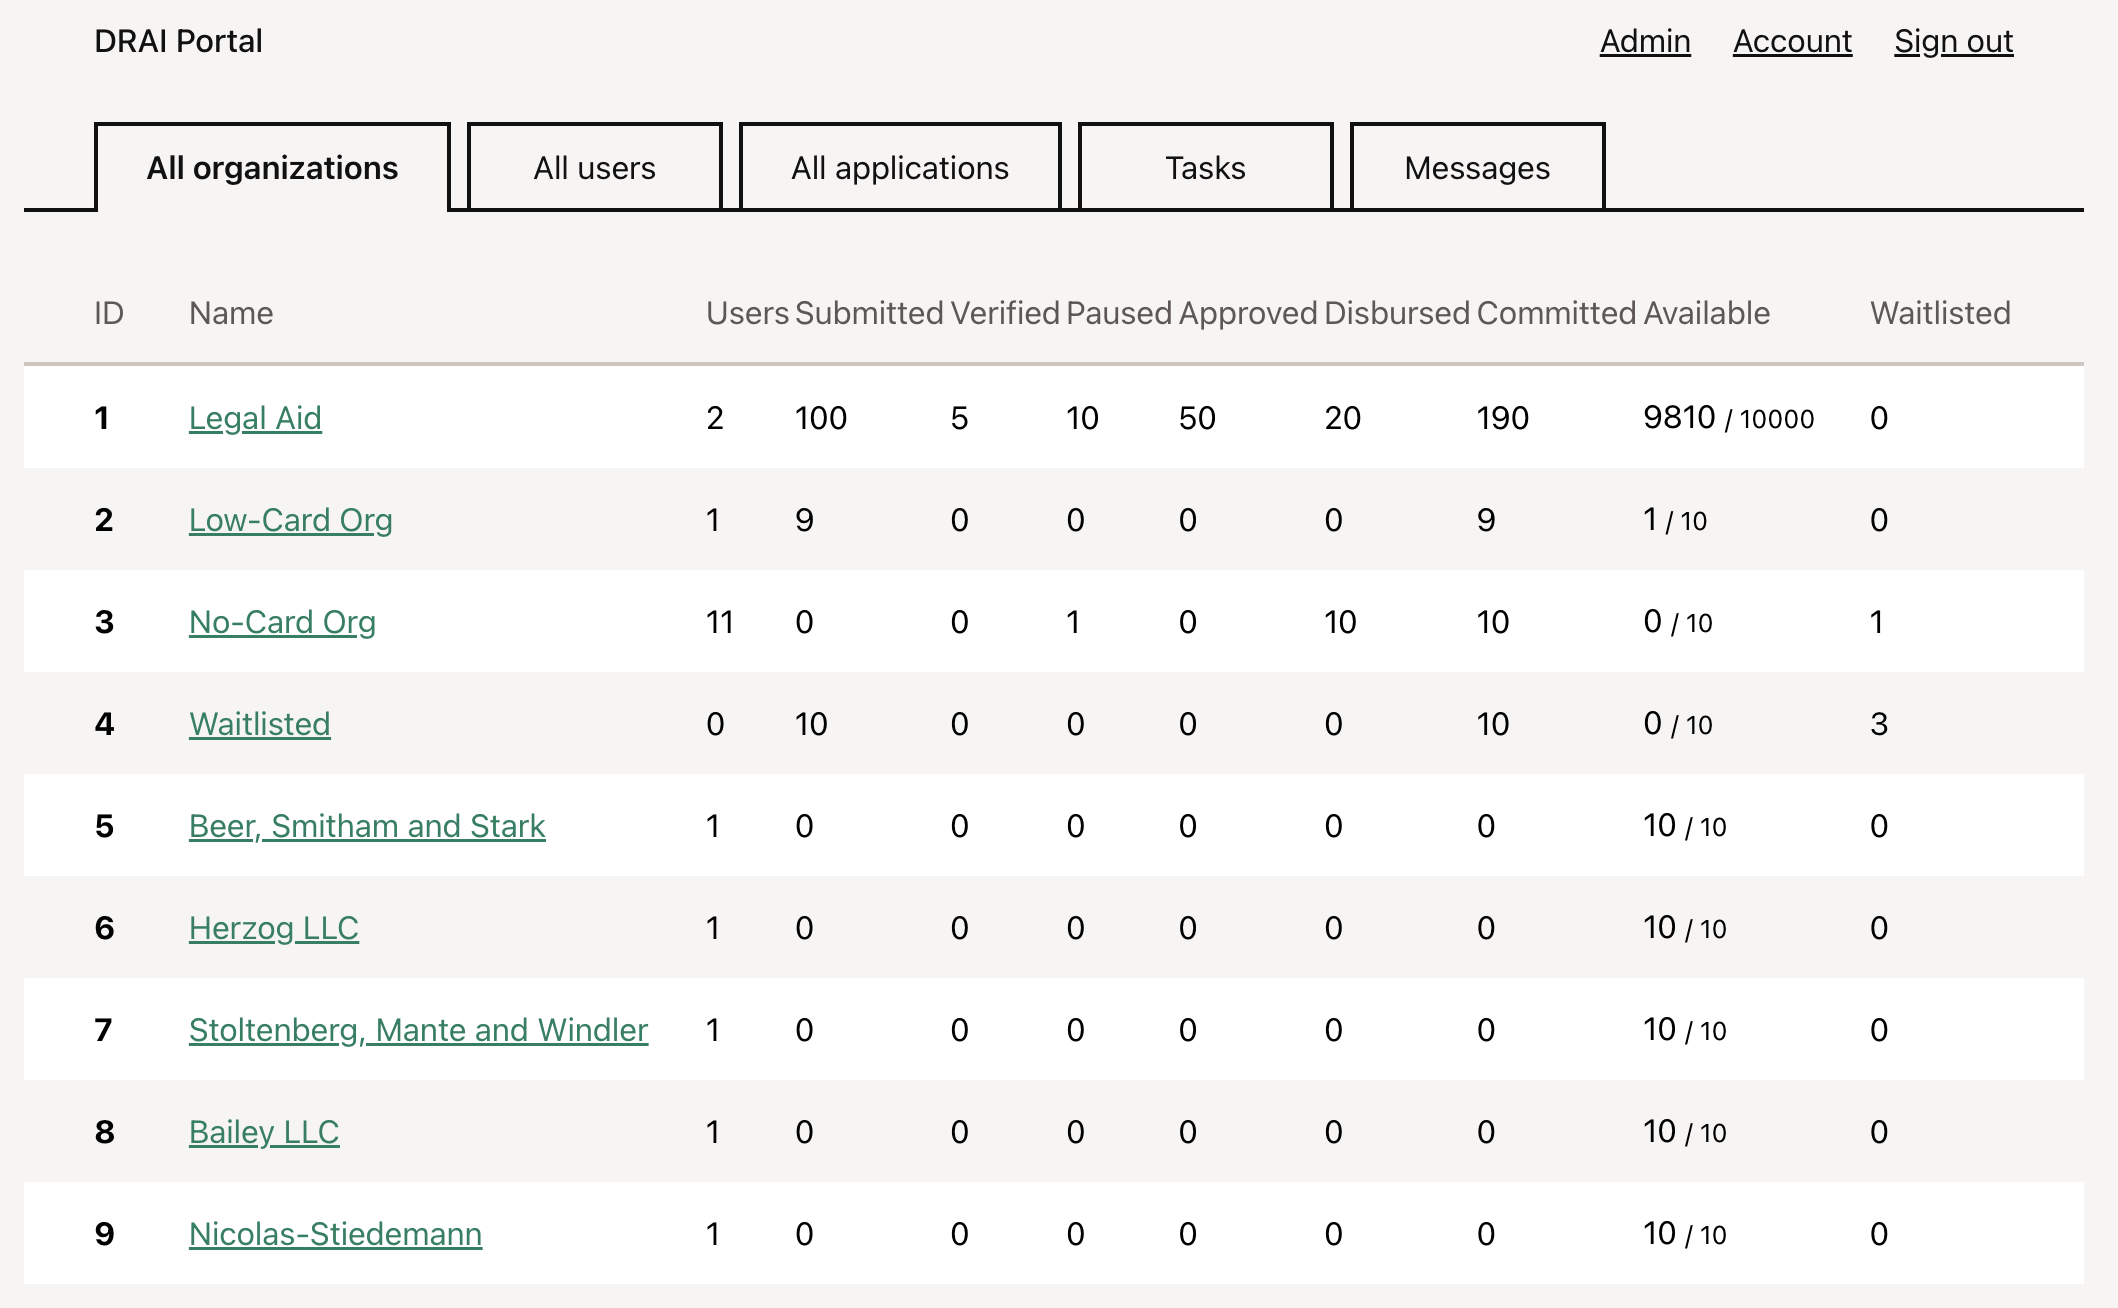 DRAI Portal Admin Account Sign out
All organizations All users All applications Tasks Messages
ID Name Users Submitted Verified Paused Approved Disbursed Committed Available Waitlisted
1 Legal Aid 2 100 5 10 50 20 190 9810 / 10000 0
2 Low-Card Org 1 9 0 0 0 0 9 1 / 10 0
3 No-Card Org 11 0 0 1 0 10 10 0 / 10 1
4 Waitlisted 0 10 0 0 0 0 10 0 / 10 3
5 Beer, Smitham and Stark 1 0 0 0 0 0 0 10 / 10 0
6 Herzog LLC 1 0 0 0 0 0 0 10 / 10 0
7 Stoltenberg, Mante and Windler 1 0 0 0 0 0 0 10 / 10 0
8 Bailey LLC 1 0 0 0 0 0 0 10 / 10 0
9 Nicolas-Stiedemann 1 0 0 0 0 0 0 10 / 10 0